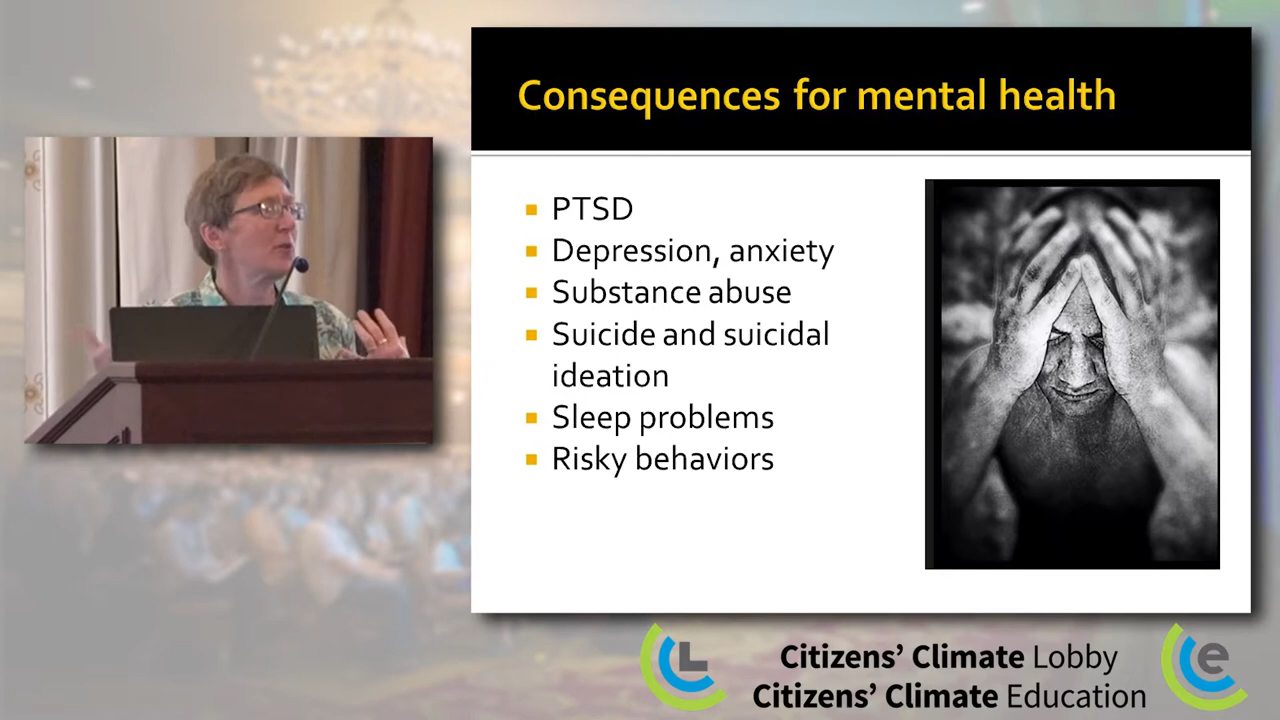 Consequences for mental health
PTSD
Depression, anxiety
Substance abuse
Suicide and suicidal
ideation
Sleep problems
Risky behaviors
L
Citizens’ Climate Lobby
Citizens’ Climate Education
e